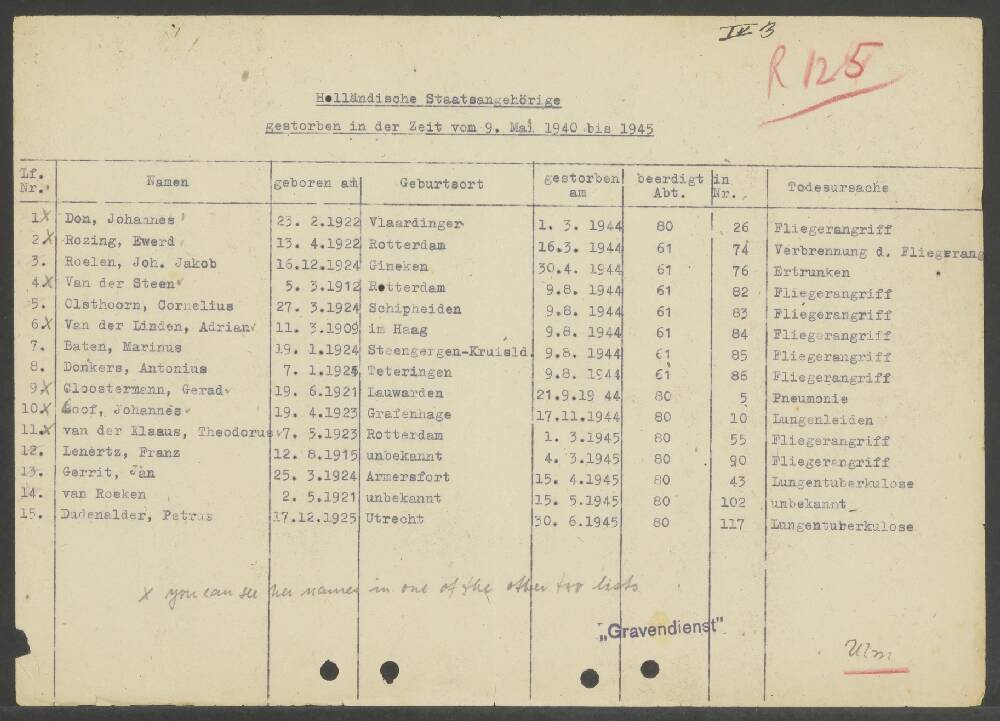 IV 3
R 125
Holländische Staatsangehörige
gestorben in der Zeit vom 9. Mai 1940 bis 1945
Lf. Nr. Namen geboren am Geburtsort gestorben am beerdigt Abt. in Nr. Todesursache
1. x Don, Johannes 23. 2.1922 Vlaardinger 1. 3. 1944 80 26 Fliegerangriff
2. x Rozing, Ewerd 13. 4.1922 Rotterdam 16.3. 1944 61 74 Verbrennung d. Fliegerang
3. Roelen, Joh. Jakob 16.12.1924 Gineken 30.4. 1944 61 76 Ertrunken
4. x Van der Steen 5. 3.1912 Rotterdam 9.8. 1944 61 82 Fliegerangriff
5. Olsthoorn, Cornelius 27. 3.1924 Schipheiden 9.8. 1944 61 83 Fliegerangriff
6. x Van der Linden, Adrian 11. 3.1909 im Haag 9.8. 1944 61 84 Fliegerangriff
7. Baten, Marinus 19. 1.1924 Steengergen-Kruisld. 9.8. 1944 61 85 Fliegerangriff
8. Donkers, Antonius 7. 1.1925 Teteringen 9.8. 1944 61 86 Fliegerangriff
9. x Cloostermann, Gerad 19. 6.1921 Lauwarden 21.9.19 44 80 5 Pneumonie
10. x Goof, Johannes 19. 4.1923 Grafenhage 17.11.1944 80 10 Lungenleiden
11. x van der Klaaus, Theodorus 7. 5.1923 Rotterdam 1. 3.1945 80 55 Fliegerangriff
12. Lenertz, Franz 12. 8.1915 unbekannt 4. 3.1945 80 90 Fliegerangriff
13. Gerrit, Jan 25. 3.1924 Armersfort 15. 4.1945 80 43 Lungentuberkulose
14. van Rosken 2. 5.1921 unbekannt 15. 5.1945 80 102 unbekannt
15. Dudenalder, Petrus 17.12.1925 Utrecht 30. 6.1945 80 117 Lungentuberkulose
x you can see her names in one of the other two lists
„Gravendienst"
Ulm